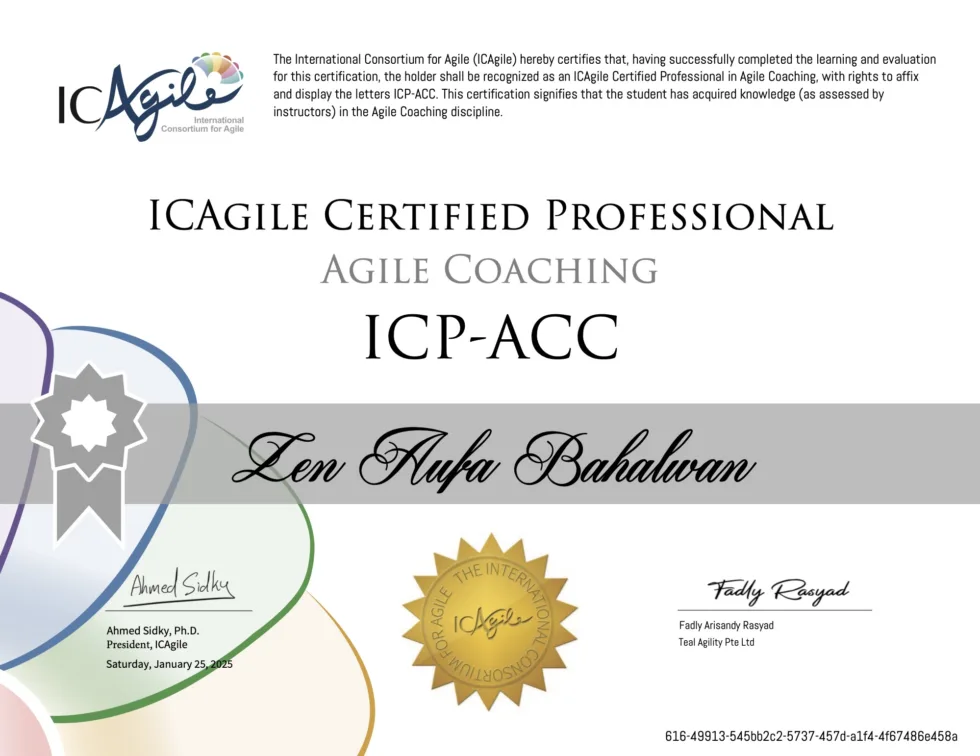 ICAgile
International
Consortium for Agile
The International Consortium for Agile (ICAgile) hereby certifies that, having successfully completed the learning and evaluation
for this certification, the holder shall be recognized as an ICAgile Certified Professional in Agile Coaching, with rights to affix
and display the letters ICP-ACC. This certification signifies that the student has acquired knowledge (as assessed by
instructors) in the Agile Coaching discipline.
ICAgile Certified Professional
Agile Coaching
ICP-ACC
Zen Aufa Bahalwan
Ahmed Sidky
Ahmed Sidky, Ph.D.
President, ICAgile
Saturday, January 25, 2025
THE INTERNATIONAL CONSORTIUM FOR AGILE
ICAgile
Fadly Rasyad
Fadly Arisandy Rasyad
Teal Agility Pte Ltd
616-49913-545bb2c2-5737-457d-a1f4-4f67486e458a